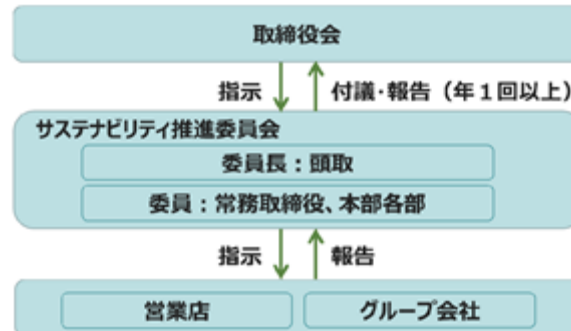 取締役会
指示 付議・報告（年１回以上）
サステナビリティ推進委員会
委員長：頭取
委員：常務取締役、本部各部
指示 報告
営業店 グループ会社